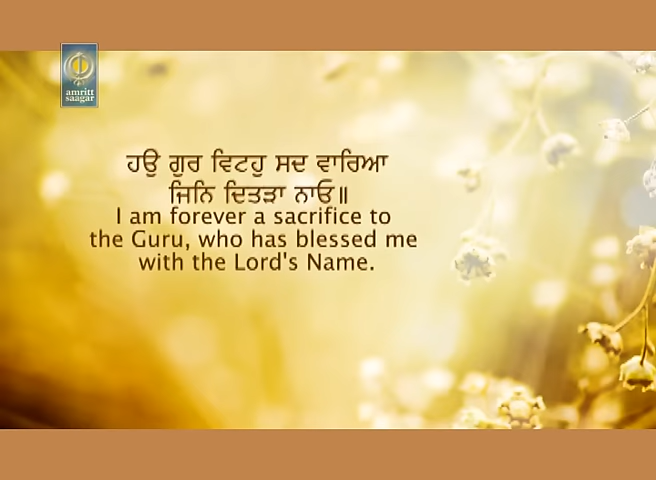 amritt
saagar
ਹਉ ਗੁਰ ਵਿਟਹੁ ਸਦ ਵਾਰਿਆ
ਜਿਨਿ ਦਿਤੜਾ ਨਾਓ॥
I am forever a sacrifice to
the Guru, who has blessed me
with the Lord's Name.